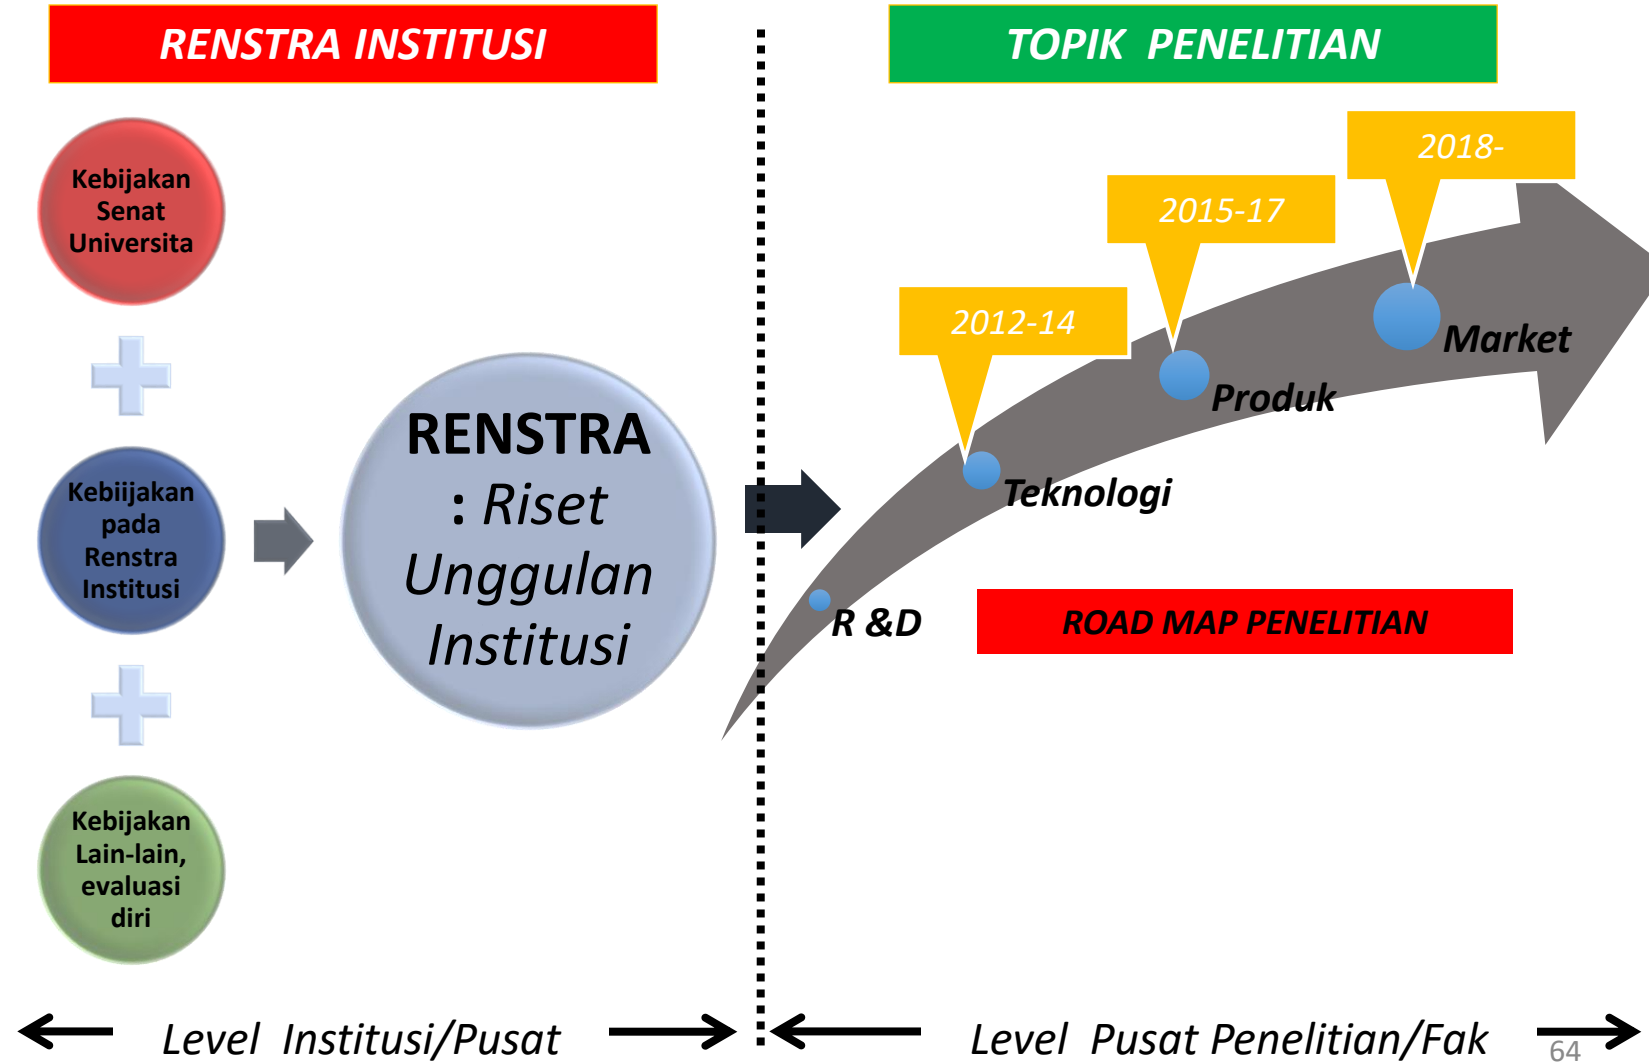 RENSTRA INSTITUSI
Kebijakan
Senat
Universita
Kebiijakan
pada
Renstra
Institusi
Kebijakan
Lain-lain,
evaluasi
diri
RENSTRA
: Riset
Unggulan
Institusi
Level Institusi/Pusat
TOPIK PENELITIAN
2018-
2015-17
2012-14
Market
Produk
Teknologi
R &D
ROAD MAP PENELITIAN
Level Pusat Penelitian/Fak
64